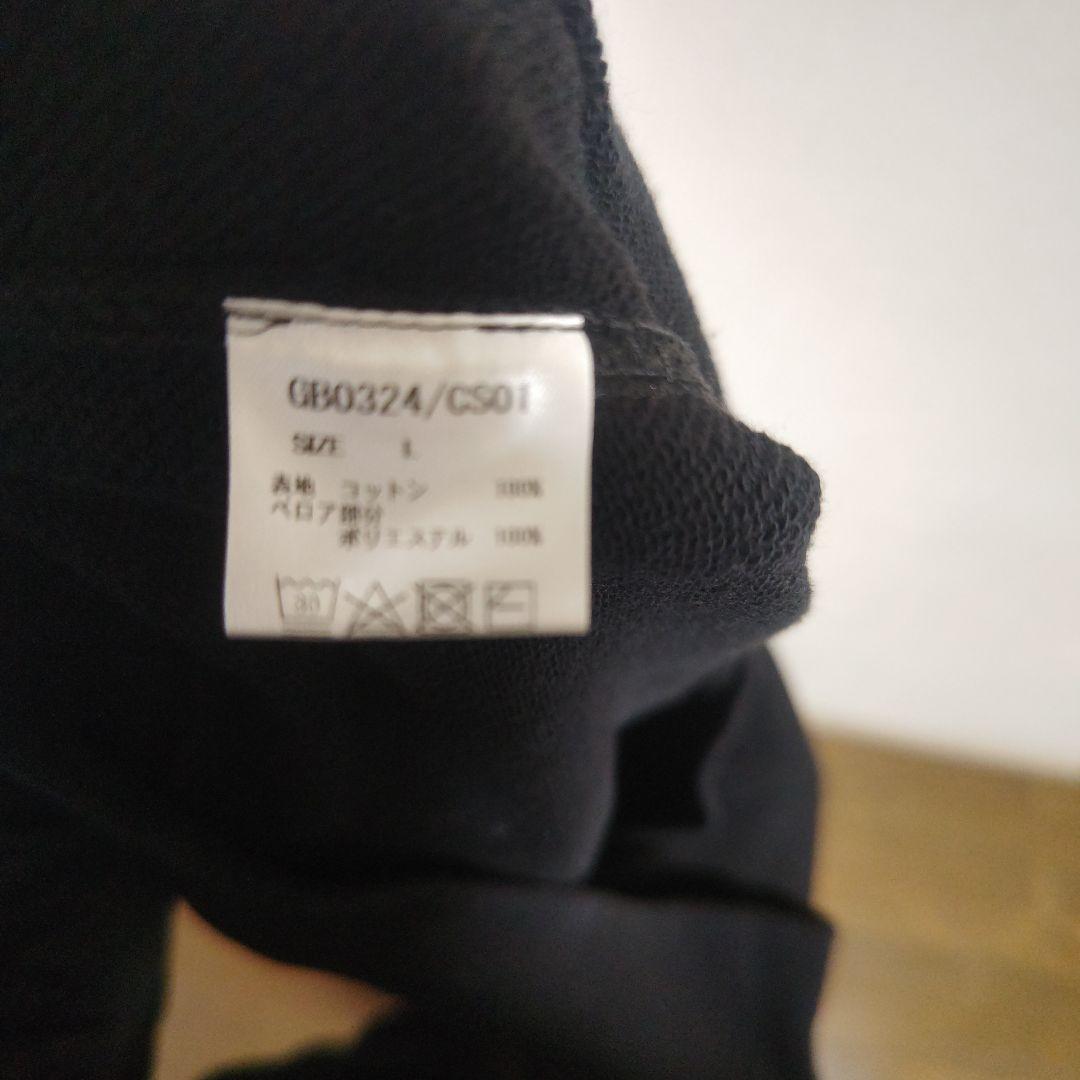 GB0324/CS01
SIZE L
表地 コットン 100%
ベロア部分
ポリエステル 100%
30